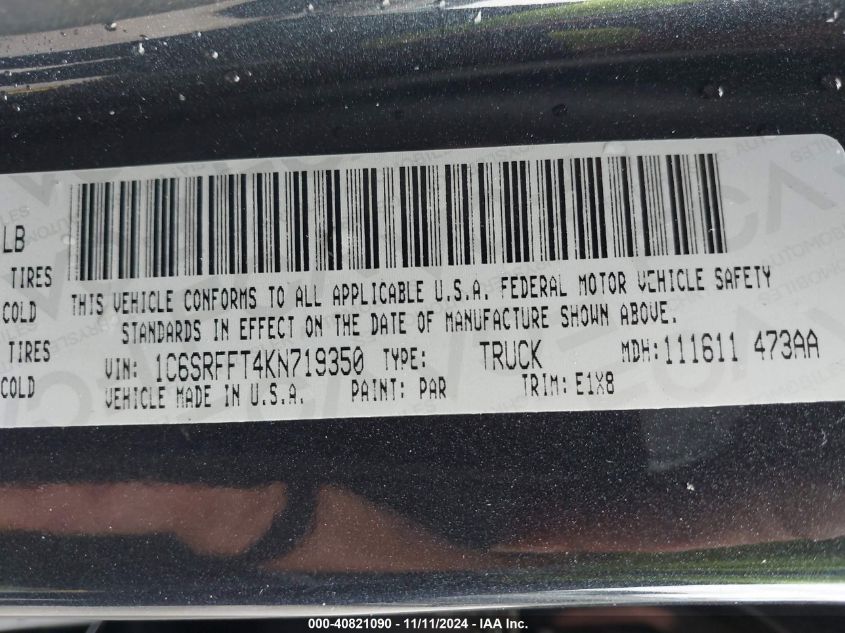 LB
TIRES
COLD
TIRES
COLD
THIS VEHICLE CONFORMS TO ALL APPLICABLE U.S.A. FEDERAL MOTOR VEHICLE SAFETY
STANDARDS IN EFFECT ON THE DATE OF MANUFACTURE SHOWN ABOVE.
VIN: 1C6SRFFT4KN719350 TYPE: TRUCK MDH:111611 473AA
VEHICLE MADE IN U.S.A. PAINT: PAR TRIM: E1X8
000-40821090 - 11/11/2024 - Copyright IAA, Inc.